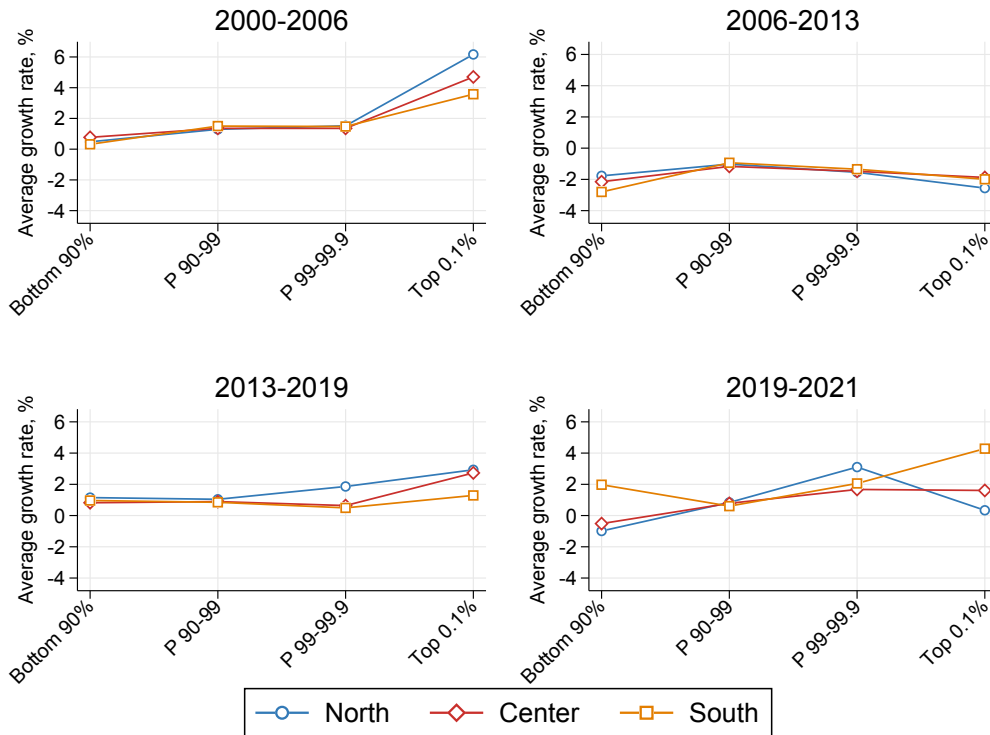 2000-2006
Average growth rate, %
6
4
2
0
-2
-4
Bottom 90%
P 90-99
P 99-99.9
Top 0.1%
2006-2013
Average growth rate, %
6
4
2
0
-2
-4
Bottom 90%
P 90-99
P 99-99.9
Top 0.1%
2013-2019
Average growth rate, %
6
4
2
0
-2
-4
Bottom 90%
P 90-99
P 99-99.9
Top 0.1%
2019-2021
Average growth rate, %
6
4
2
0
-2
-4
Bottom 90%
P 90-99
P 99-99.9
Top 0.1%
North Center South